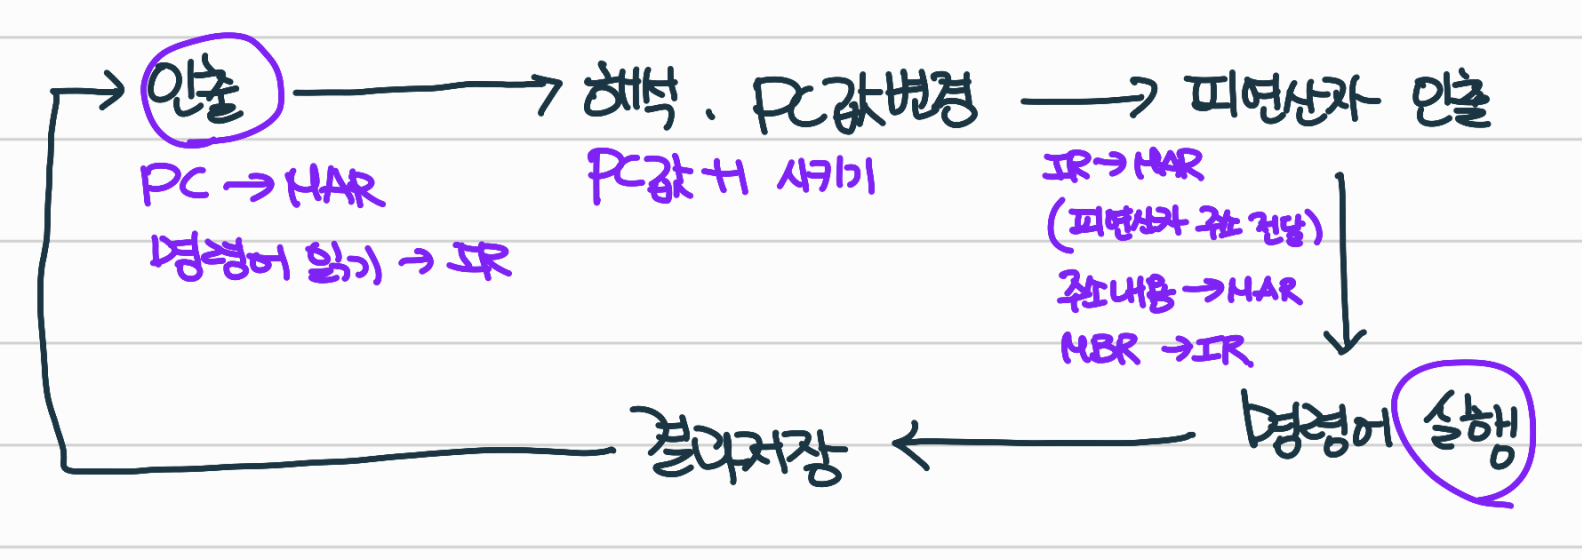 인출 → 해석. PC값변경 → 피연산자 인출
PC → MAR
명령어 읽기 → IR
PC값 +1 시키기
IR → MAR
(피연산자 주소 전달)
주소내용 → MAR
MBR → IR
명령어 실행
결과저장